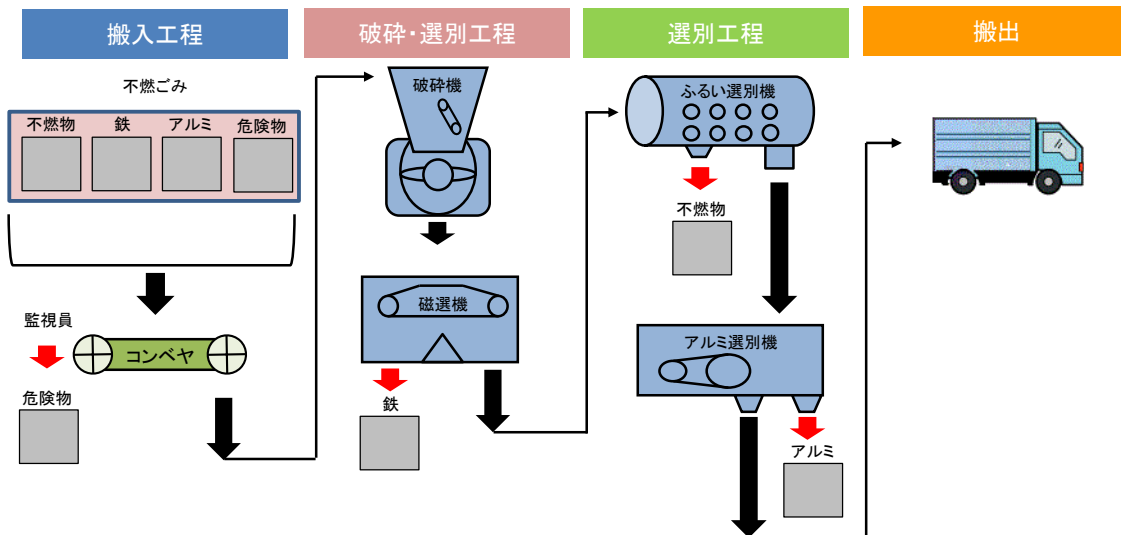 搬入工程
破砕・選別工程
選別工程
搬出
不燃ごみ
不燃物
鉄
アルミ
危険物
監視員
コンベヤ
危険物
破砕機
磁選機
鉄
ふるい選別機
不燃物
アルミ選別機
アルミ